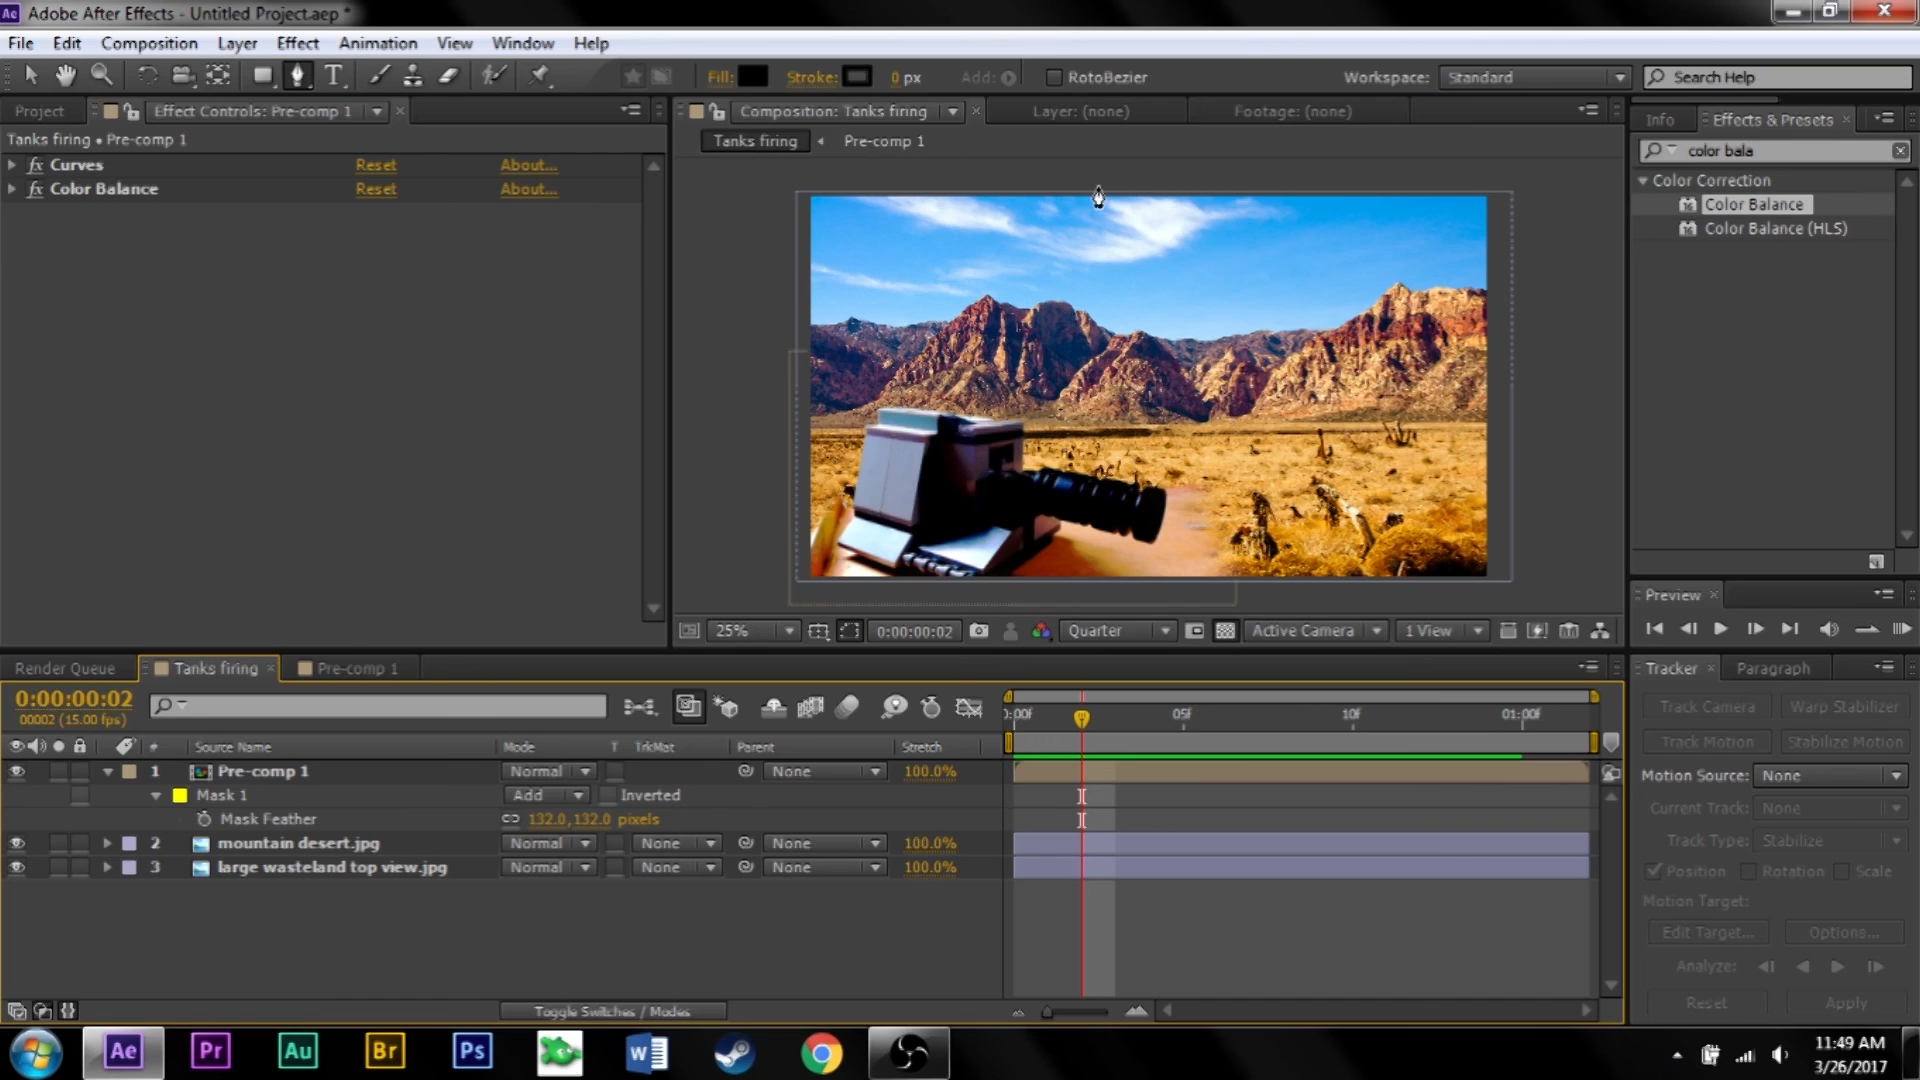 Ae Adobe After Effects - Untitled Project.aep *
File Edit Composition Layer Effect Animation View Window Help
T Fill: Stroke: 0 px Add: RotoBezier Workspace: Standard Search Help
Project Effect Controls: Pre-comp 1 Composition: Tanks firing Layer: (none) Footage: (none) Info Effects & Presets
Tanks firing • Pre-comp 1 Tanks firing Pre-comp 1 color bala
fx Curves Reset About...
fx Color Balance Reset About...
Color Correction
Color Balance
Color Balance (HLS)
Preview
25% 0:00:00:02 Quarter Active Camera 1 View
Render Queue Tanks firing Pre-comp 1 Tracker Paragraph
0:00:00:02
00002 (15.00 fps)
):00f 05f 10f 01:00f
# Source Name Mode T TrkMat Parent Stretch
1 Pre-comp 1 Normal None 100.0%
Mask 1 Add Inverted
Mask Feather 132.0,132.0 pixels
2 mountain desert.jpg Normal None None 100.0%
3 large wasteland top view.jpg Normal None None 100.0%
Toggle Switches / Modes
Track Camera Warp Stabilizer
Track Motion Stabilize Motion
Motion Source: None
Current Track: None
Track Type: Stabilize
Position Rotation Scale
Motion Target:
Edit Target... Options...
Analyze:
Reset Apply
Ae Pr Au Br Ps W
11:49 AM
3/26/2017